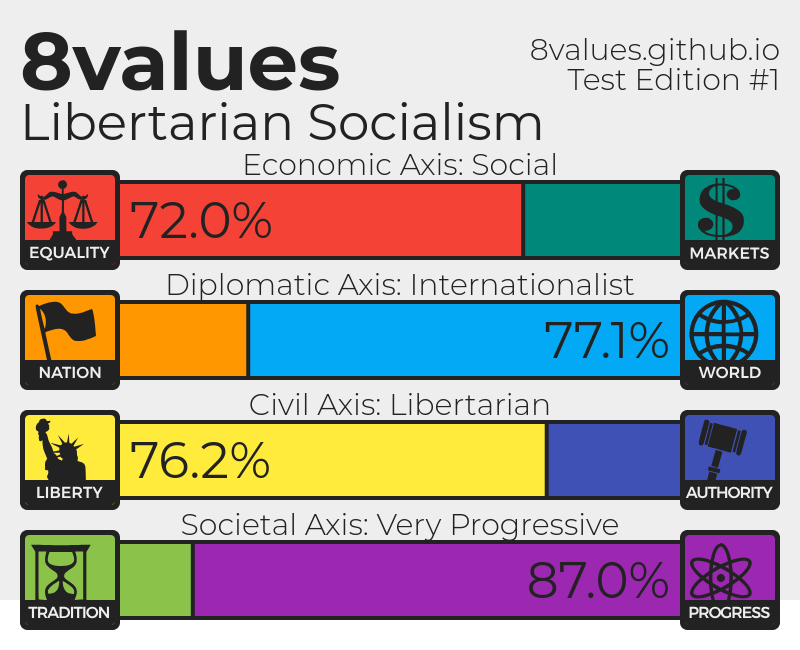 8values
8values.github.io
Test Edition #1
Libertarian Socialism
Economic Axis: Social
EQUALITY
72.0%
MARKETS
Diplomatic Axis: Internationalist
NATION
77.1%
WORLD
Civil Axis: Libertarian
LIBERTY
76.2%
AUTHORITY
Societal Axis: Very Progressive
TRADITION
87.0%
PROGRESS